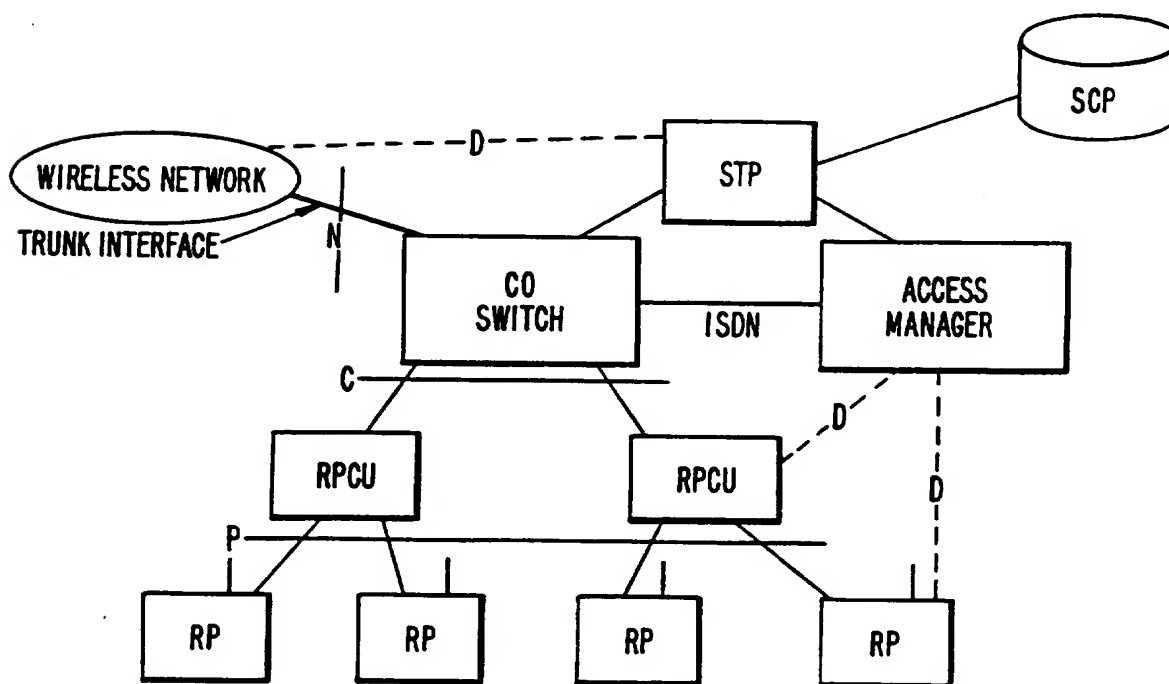 SCP
D
STP
WIRELESS NETWORK
TRUNK INTERFACE
N
CO
SWITCH
ISDN
ACCESS
MANAGER
C
D
RPCU
RPCU
D
P
RP
RP
RP
RP